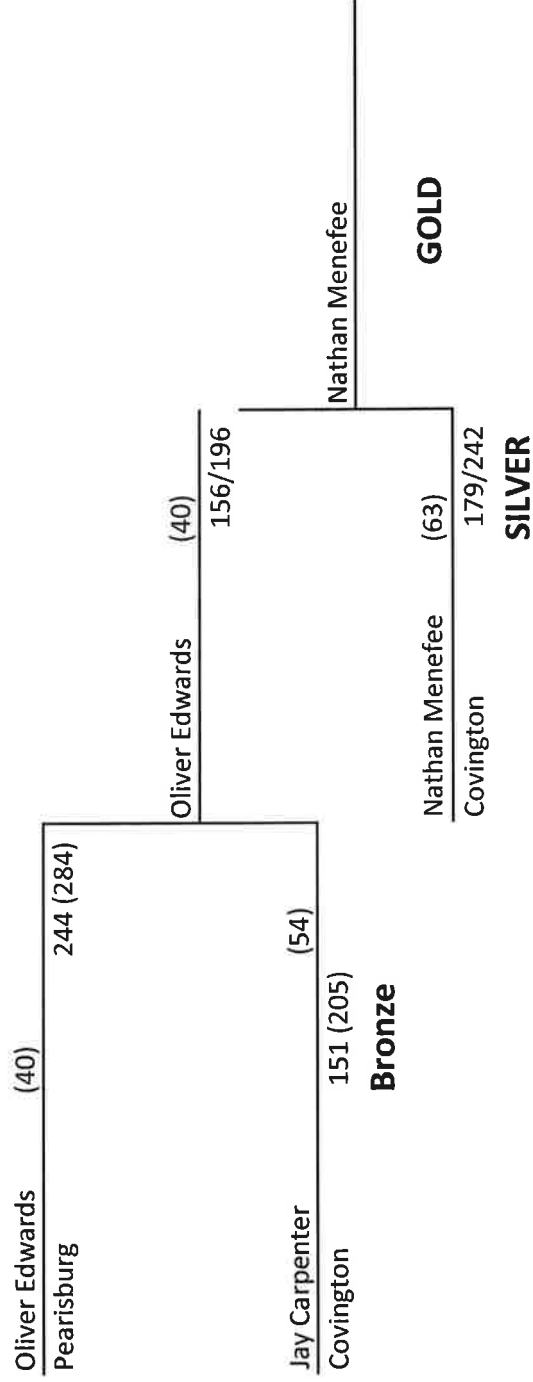 Oliver Edwards (40)
Pearisburg 244 (284)
Jay Carpenter (54)
Covington 151 (205)
Bronze
Oliver Edwards (40)
156/196
Nathan Menefee (63)
Covington 179/242
SILVER
Nathan Menefee
GOLD